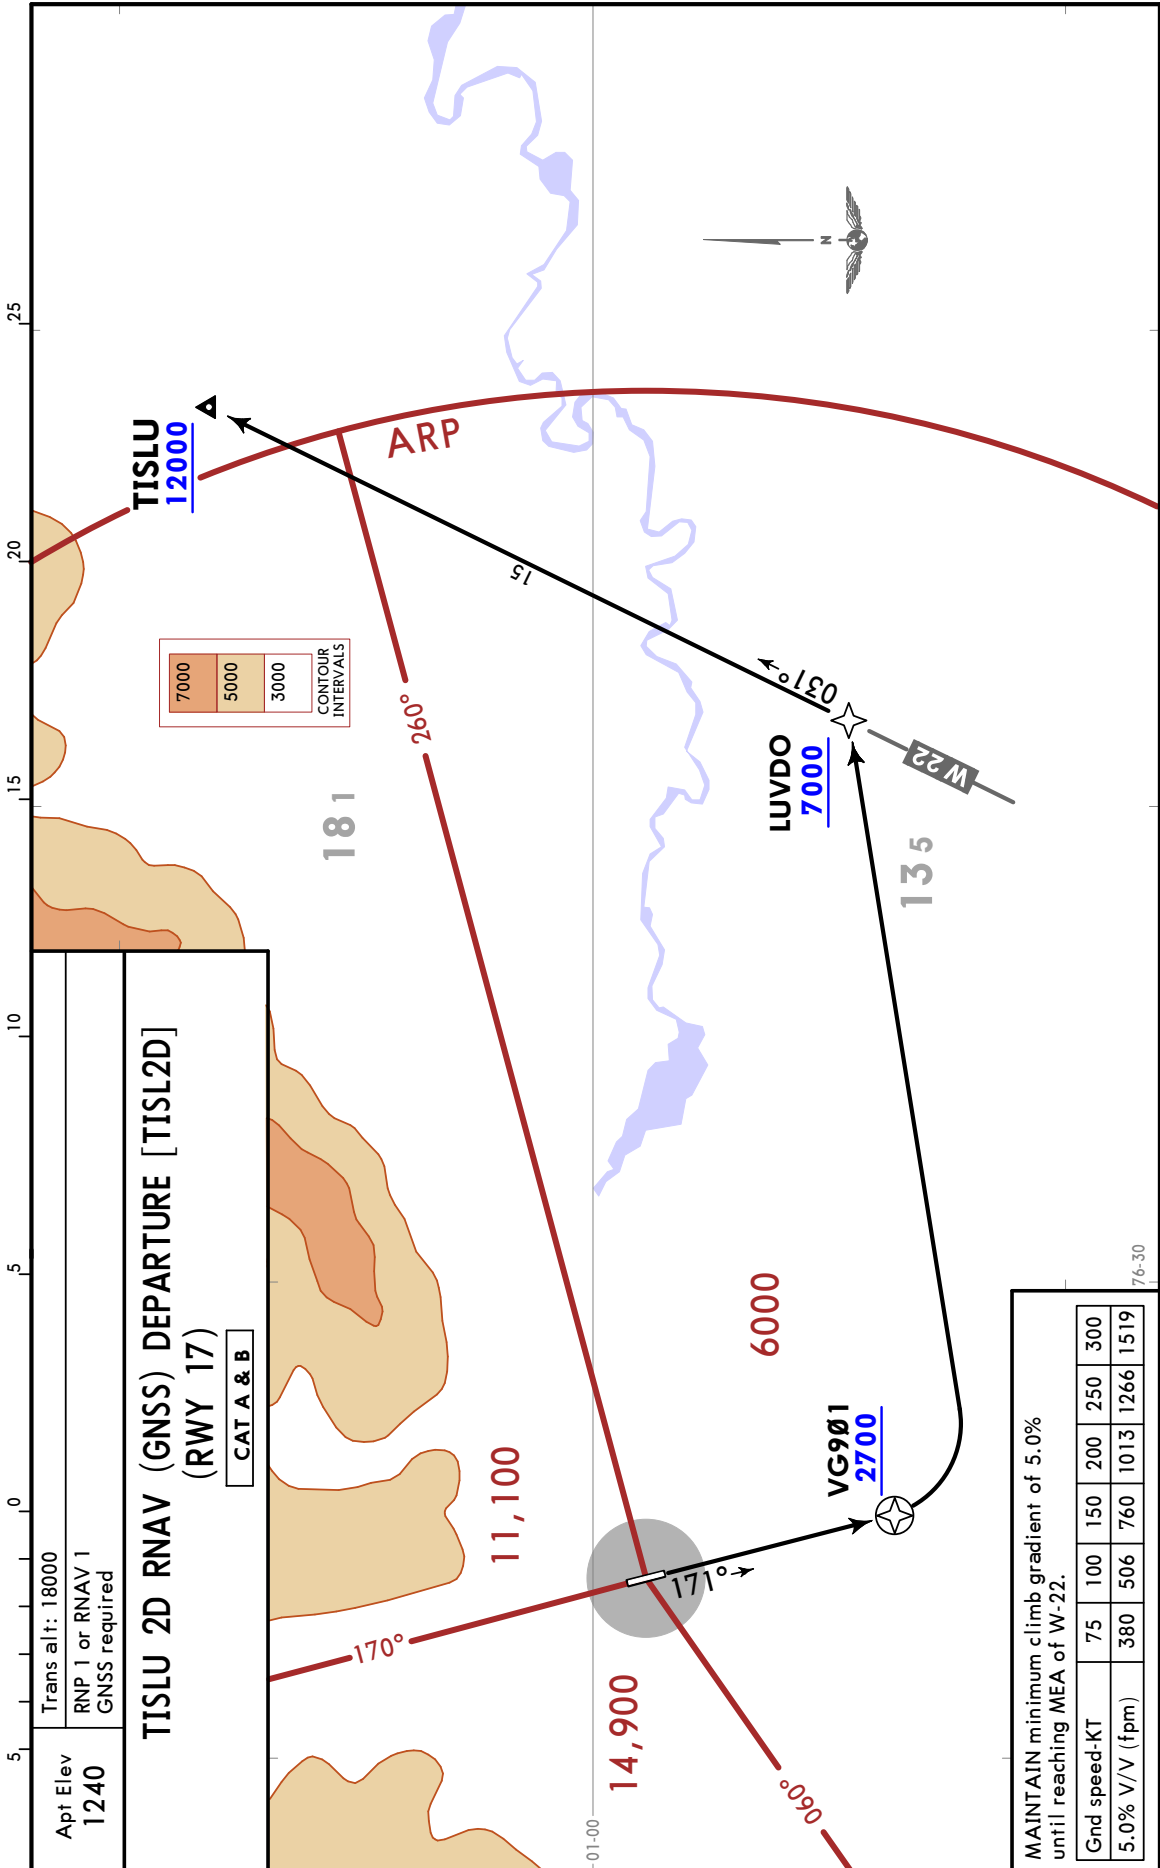 Apt Elev
1240
Trans alt: 18000
RNP 1 or RNAV 1
GNSS required
TISLU 2D RNAV (GNSS) DEPARTURE [TISL2D]
(RWY 17)
CAT A & B
5
0
5
10
15
20
25
TISLU
12000
ARP
7000
5000
3000
CONTOUR
INTERVALS
260°
18 1
15
N
031°
LUVDO
7000
W 22
13 5
11,100
170°
171°
14,900
060°
6000
VG9Ø1
2700
01-00
76-30
MAINTAIN minimum climb gradient of 5.0%
until reaching MEA of W-22.
Gnd speed-KT 75 100 150 200 250 300
5.0% V/V (fpm) 380 506 760 1013 1266 1519